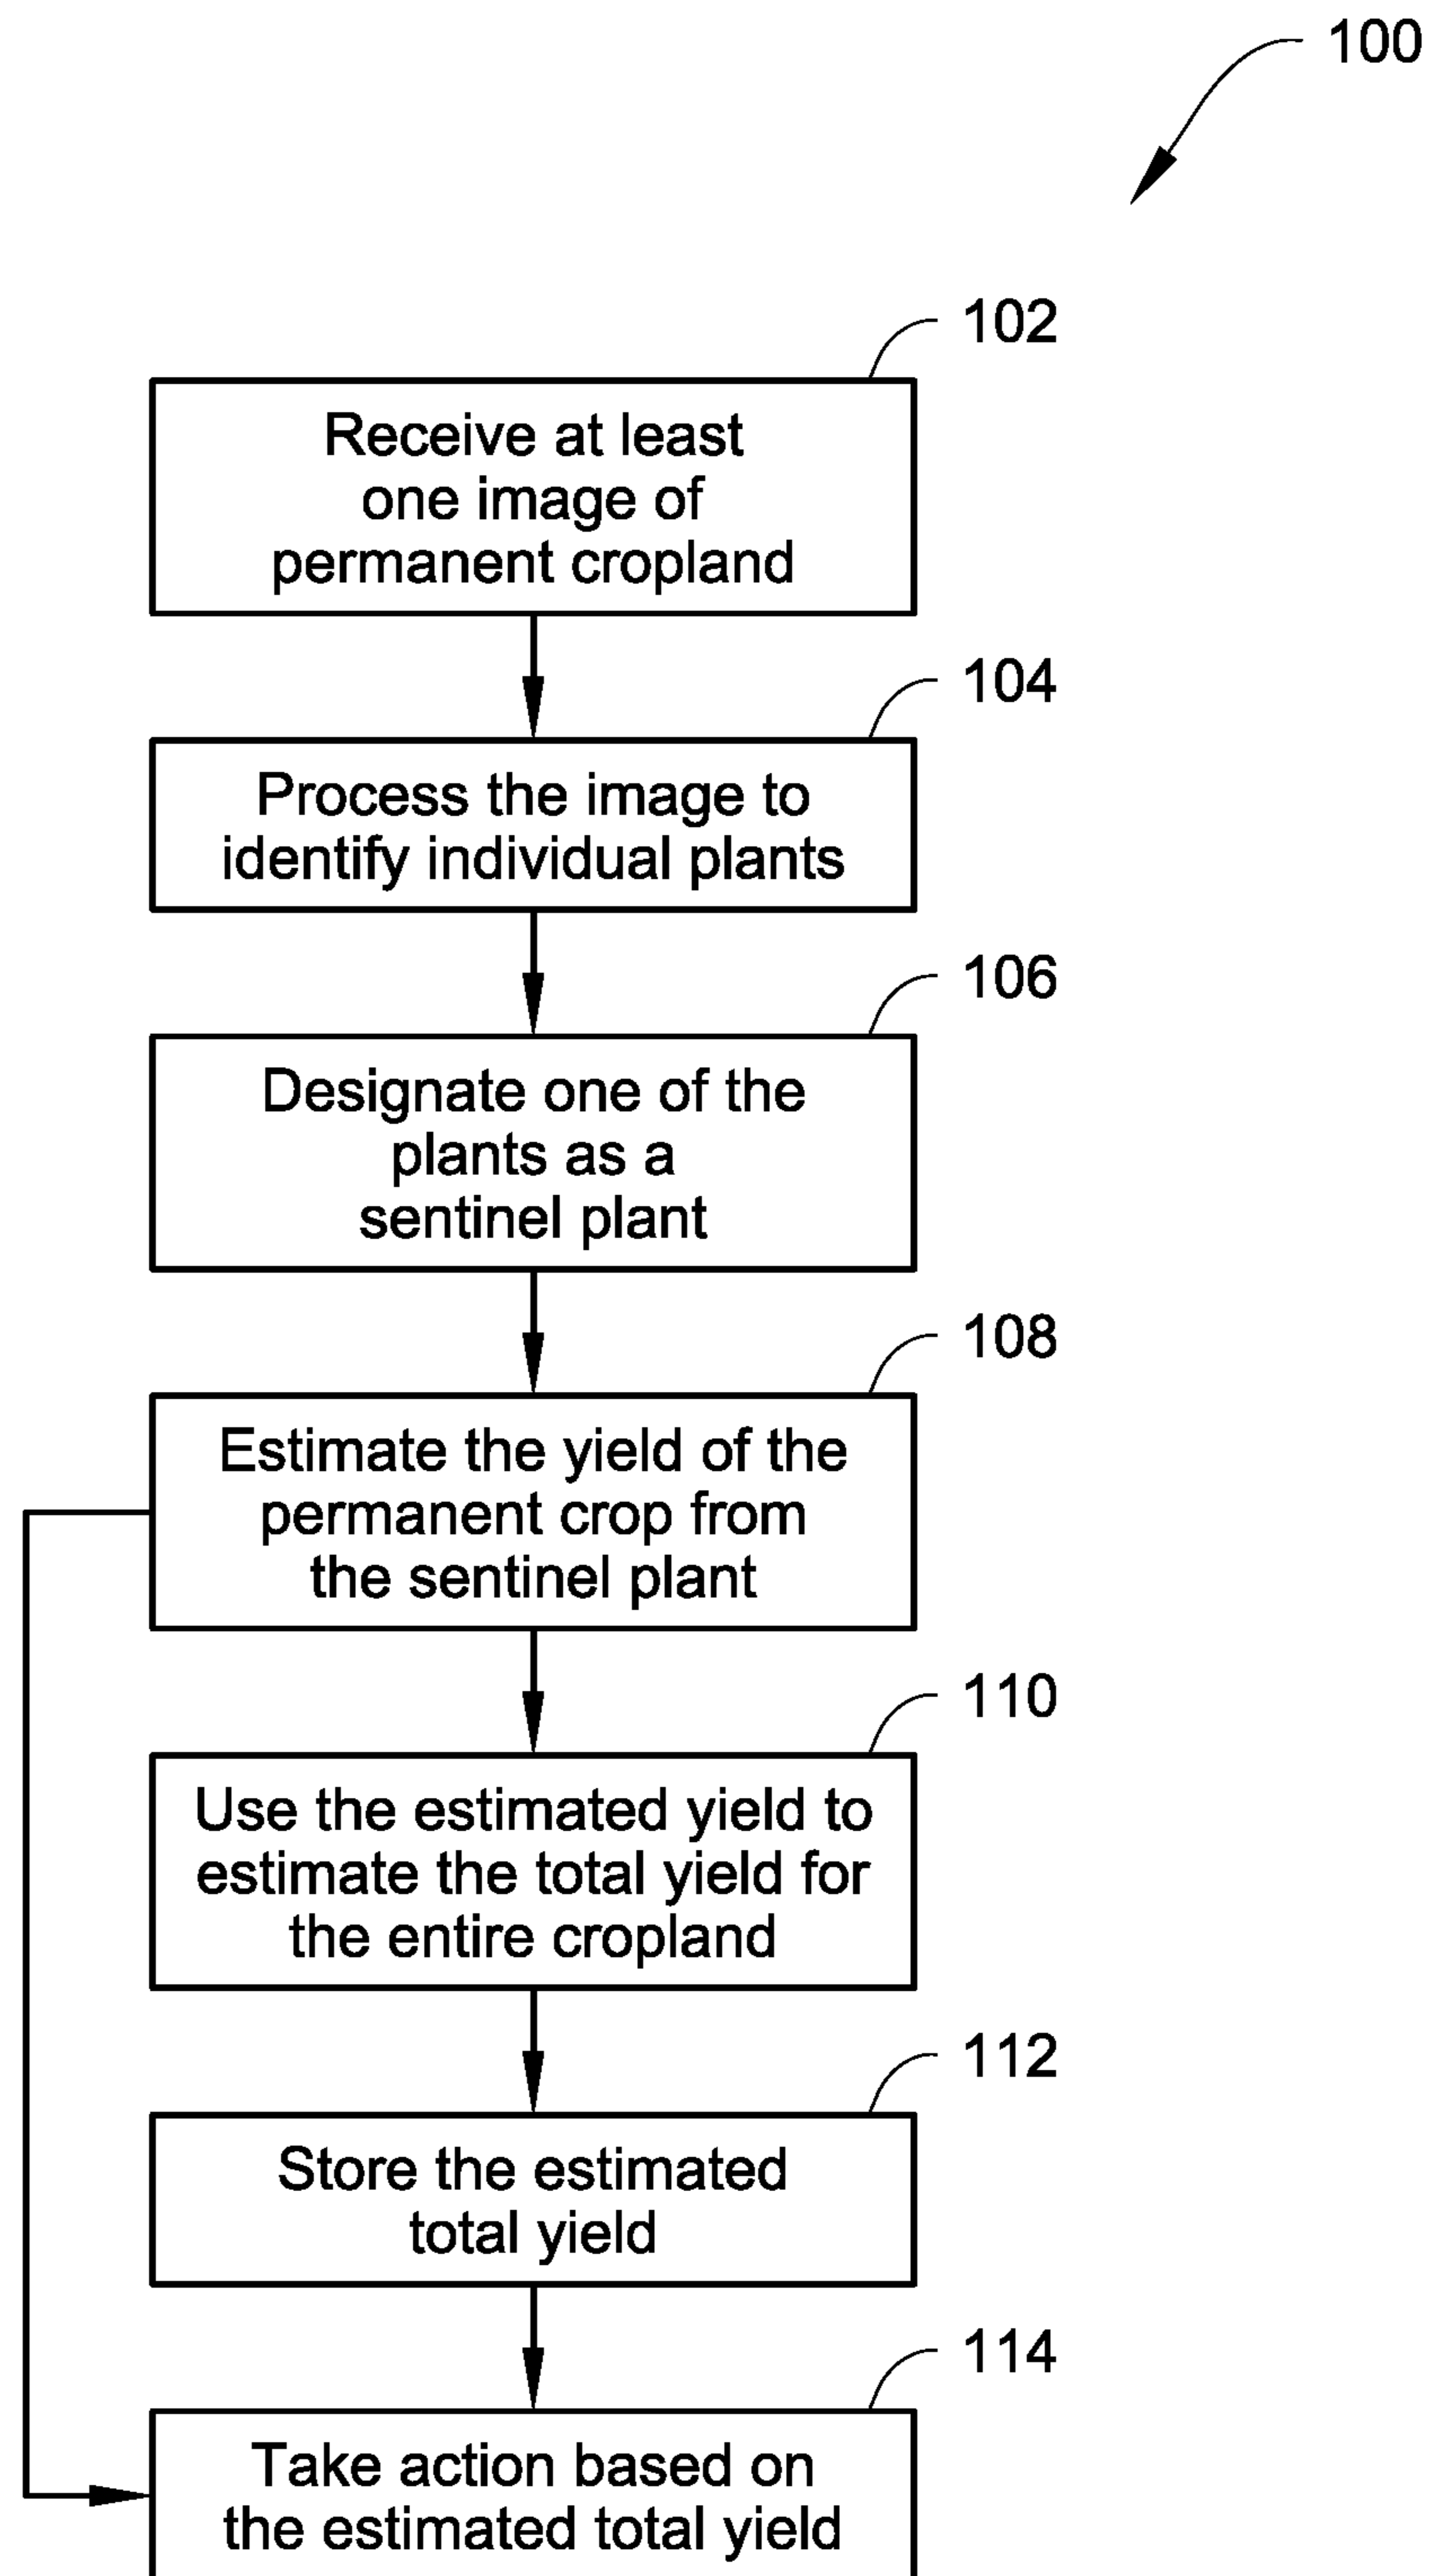 100
102
Receive at least
one image of
permanent cropland
104
Process the image to
identify individual plants
106
Designate one of the
plants as a
sentinel plant
108
Estimate the yield of the
permanent crop from
the sentinel plant
110
Use the estimated yield to
estimate the total yield for
the entire cropland
112
Store the estimated
total yield
114
Take action based on
the estimated total yield